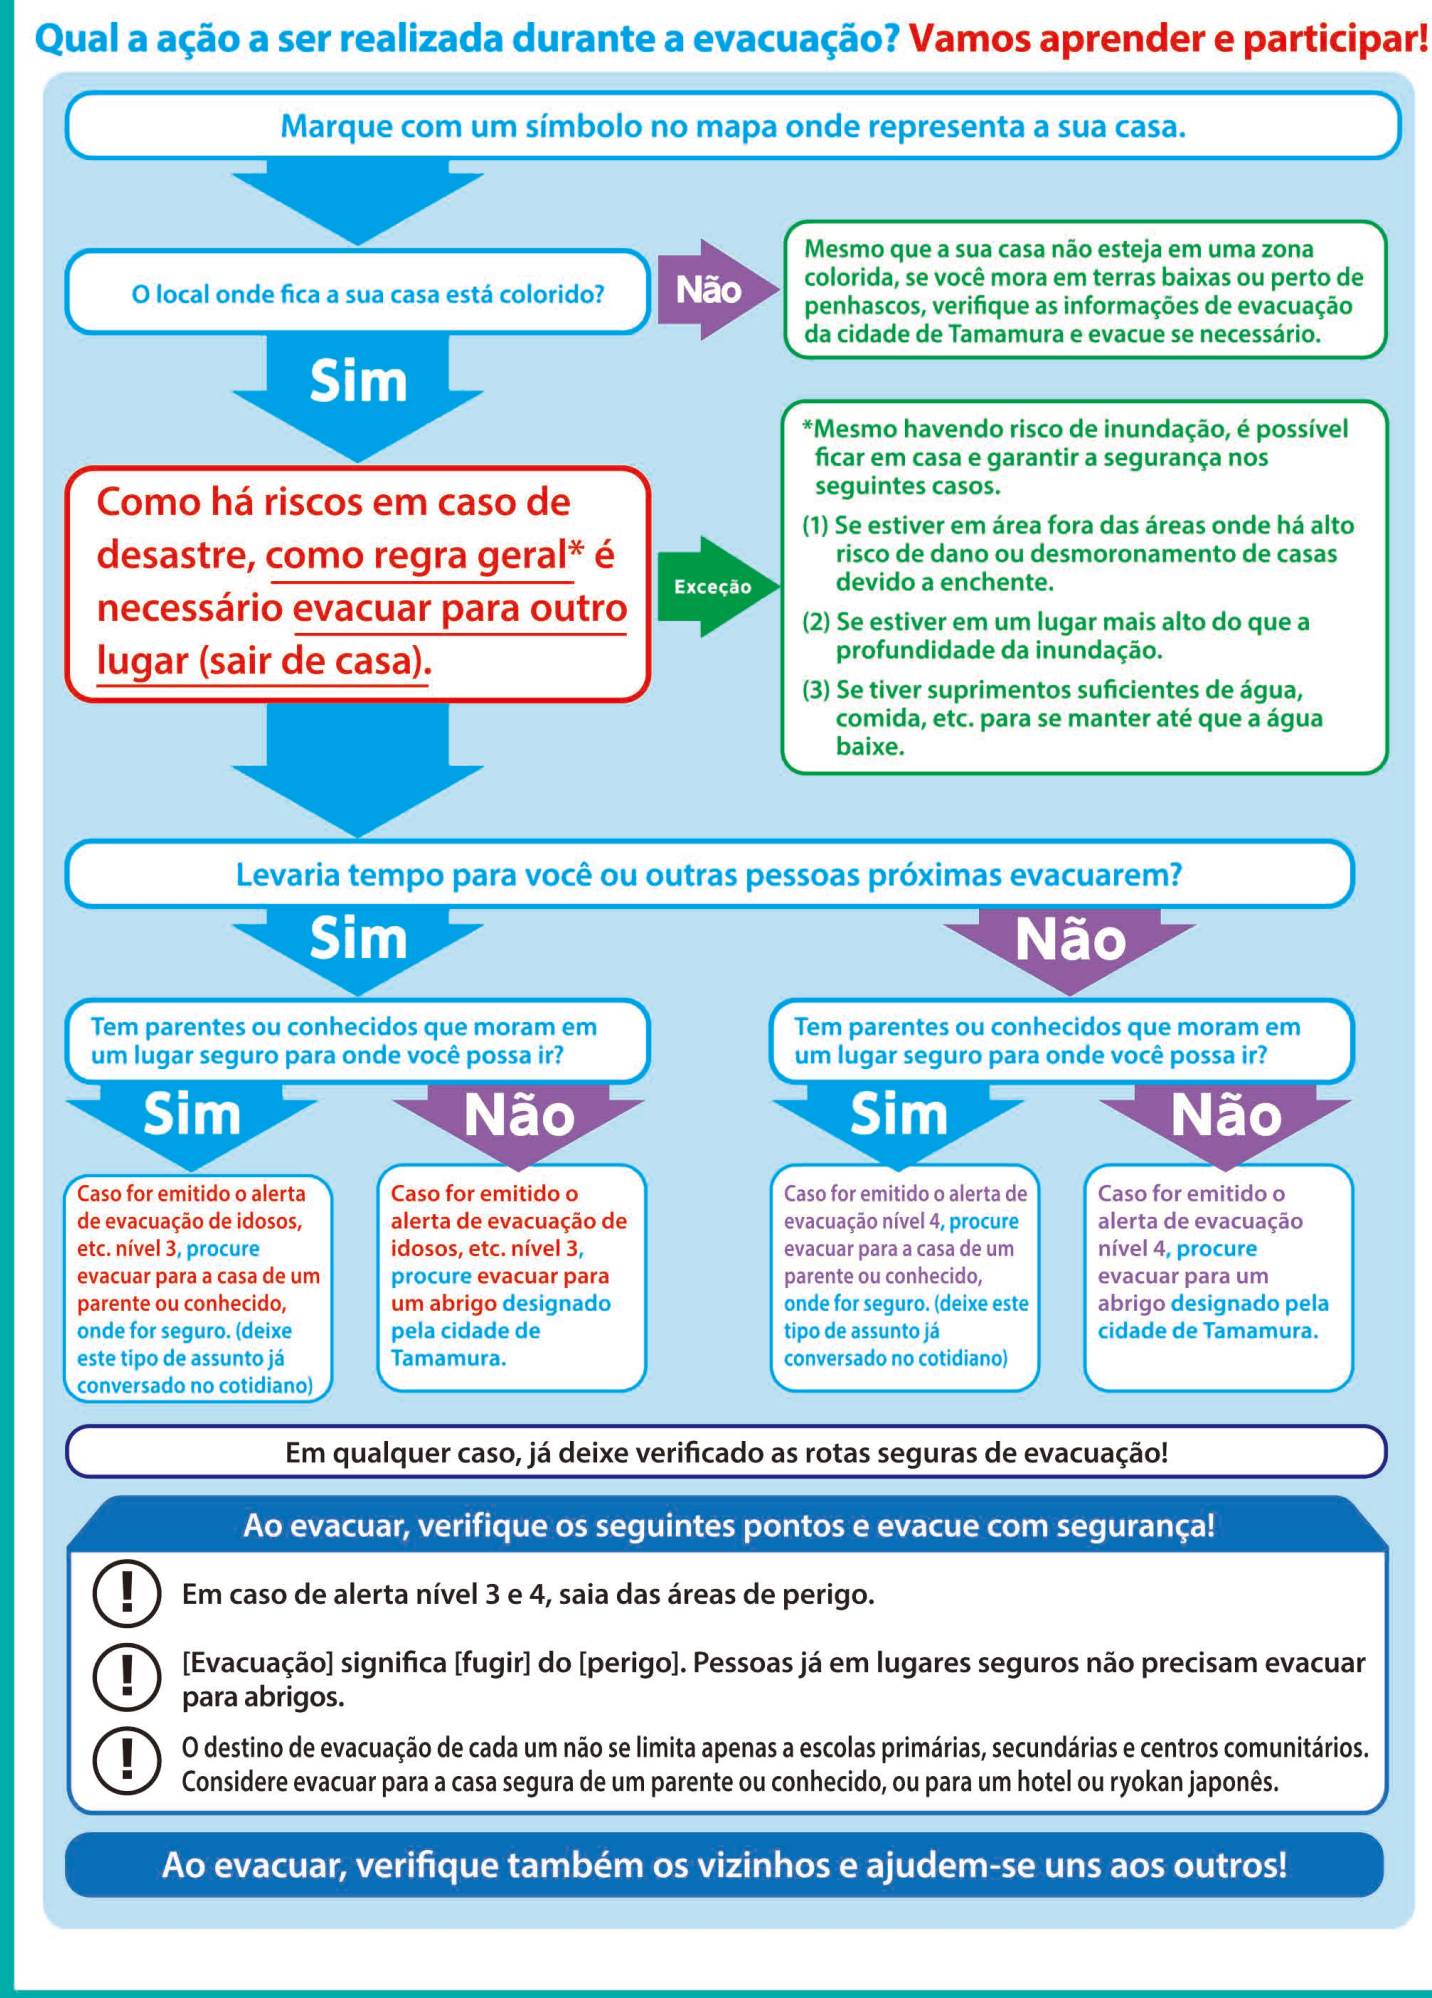 Qual a ação a ser realizada durante a evacuação? Vamos aprender e participar!
Marque com um símbolo no mapa onde representa a sua casa.
O local onde fica a sua casa está colorido?
Não
Mesmo que a sua casa não esteja em uma zona
colorida, se você mora em terras baixas ou perto de
penhascos, verifique as informações de evacuação
da cidade de Tamamura e evacue se necessário.
Sim
Como há riscos em caso de
desastre, como regra geral* é
necessário evacuar para outro
lugar (sair de casa).
Exceção
*Mesmo havendo risco de inundação, é possível
ficar em casa e garantir a segurança nos
seguintes casos.
(1) Se estiver em área fora das áreas onde há alto
risco de dano ou desmoronamento de casas
devido a enchente.
(2) Se estiver em um lugar mais alto do que a
profundidade da inundação.
(3) Se tiver suprimentos suficientes de água,
comida, etc. para se manter até que a água
baixe.
Levaria tempo para você ou outras pessoas próximas evacuarem?
Sim
Não
Tem parentes ou conhecidos que moram em
um lugar seguro para onde você possa ir?
Tem parentes ou conhecidos que moram em
um lugar seguro para onde você possa ir?
Sim
Não
Sim
Não
Caso for emitido o alerta
de evacuação de idosos,
etc. nível 3, procure
evacuar para a casa de um
parente ou conhecido,
onde for seguro. (deixe
este tipo de assunto já
conversado no cotidiano)
Caso for emitido o
alerta de evacuação de
idosos, etc. nível 3,
procure evacuar para
um abrigo designado
pela cidade de
Tamamura.
Caso for emitido o alerta de
evacuação nível 4, procure
evacuar para a casa de um
parente ou conhecido,
onde for seguro. (deixe este
tipo de assunto já
conversado no cotidiano)
Caso for emitido o
alerta de evacuação
nível 4, procure
evacuar para um
abrigo designado pela
cidade de Tamamura.
Em qualquer caso, já deixe verificado as rotas seguras de evacuação!
Ao evacuar, verifique os seguintes pontos e evacue com segurança!
! Em caso de alerta nível 3 e 4, saia das áreas de perigo.
! [Evacuação] significa [fugir] do [perigo]. Pessoas já em lugares seguros não precisam evacuar
para abrigos.
! O destino de evacuação de cada um não se limita apenas a escolas primárias, secundárias e centros comunitários.
Considere evacuar para a casa segura de um parente ou conhecido, ou para um hotel ou ryokan japonês.
Ao evacuar, verifique também os vizinhos e ajudem-se uns aos outros!